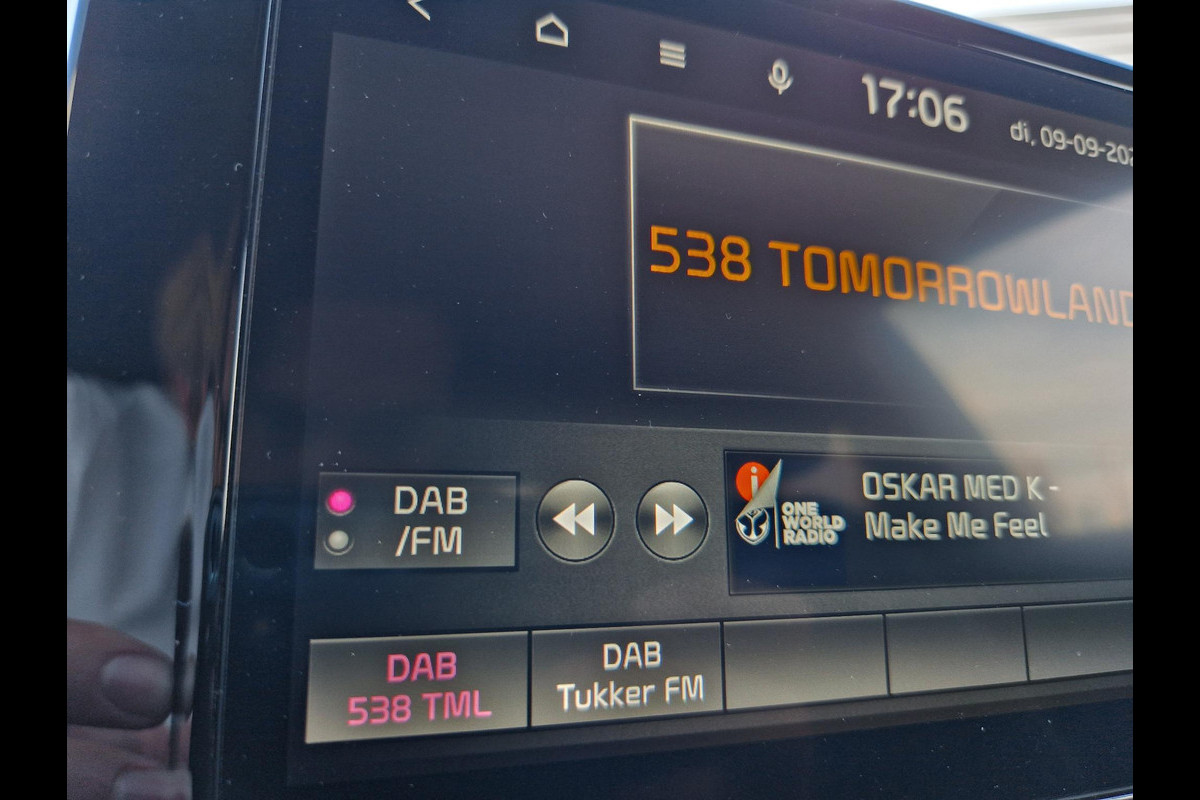 17:06
di, 09-09-202
538 TOMORROWLAND
DAB
/FM
i
ONE
WORLD
RADIO
OSKAR MED K -
Make Me Feel
DAB
538 TML
DAB
Tukker FM